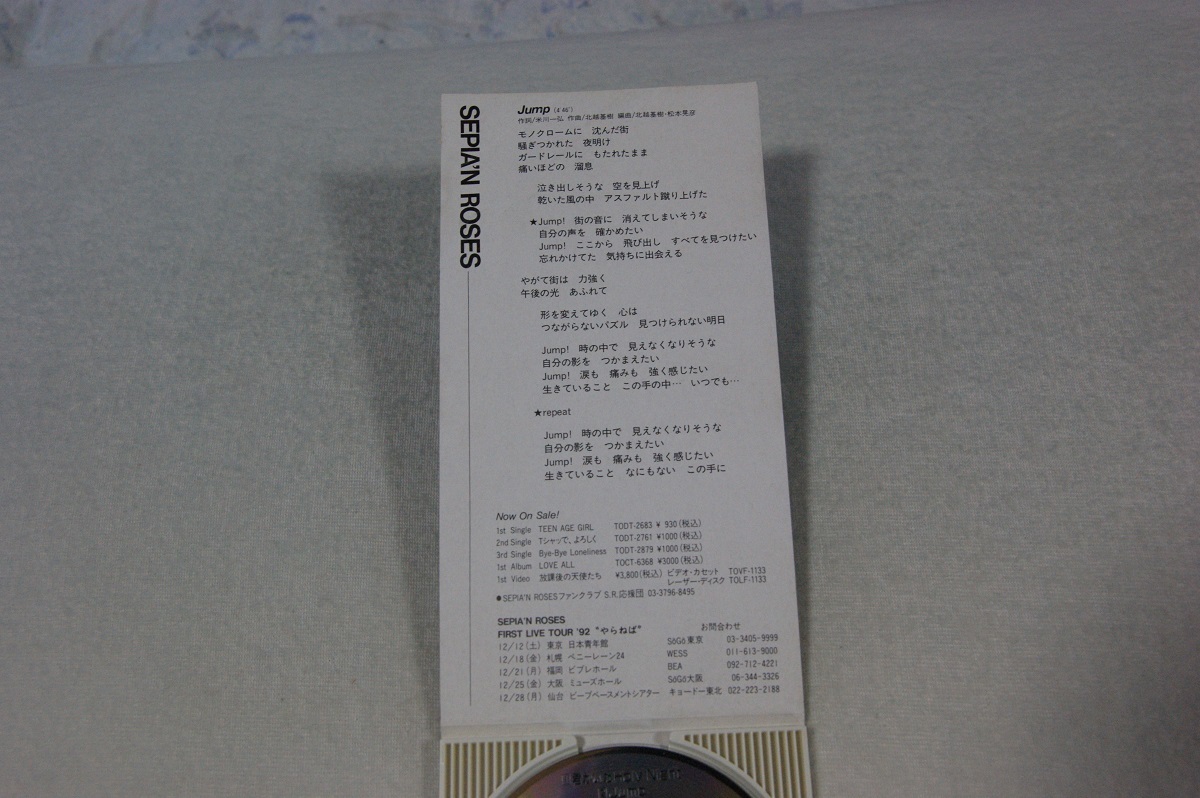 SEPIA'N ROSES
Jump
作詞/米川一弘 作曲/北越基樹 編曲/北越基樹・松本晃彦
モノクロームに 沈んだ街
騒ぎつかれた 夜明け
ガードレールに もたれたまま
痛いほどの 溜息
泣き出しそうな 空を見上げ
乾いた風の中 アスファルト蹴り上げた
★Jump! 街の音に 消えてしまいそうな
自分の声を 確かめたい
Jump! ここから 飛び出し すべてを見つけたい
忘れかけてた 気持ちに出会える
やがて街は 力強く
午後の光 あふれて
形を変えてゆく 心は
つながらないパズル 見つけられない明日
Jump! 時の中で 見えなくなりそうな
自分の影を つかまえたい
Jump! 涙も 痛みも 強く感じたい
生きていること この手の中… いつでも…
★repeat
Jump! 時の中で 見えなくなりそうな
自分の影を つかまえたい
Jump! 涙も 痛みも 強く感じたい
生きていること なにもない この手に
Now On Sale!
1st Single TEEN AGE GIRL TODT-2683 ¥ 930(税込)
2nd Single Tシャツで、よろしく TODT-2761 ¥1000(税込)
3rd Single Bye-Bye Loneliness TODT-2879 ¥1000(税込)
1st Album LOVE ALL TOCT-6368 ¥3000(税込)
1st Video 放課後の天使たち ¥3,800(税込) ビデオ・カセット TOVF-1133
レーザー・ディスク TOLF-1133
●SEPIA'N ROSESファンクラブ S.R.応援団 03-3796-8495
SEPIA'N ROSES
FIRST LIVE TOUR '92 "やらねば" お問合わせ
12/12(土) 東京 日本青年館 SōGō東京 03-3405-9999
12/18(金) 札幌 ペニーレーン24 WESS 011-613-9000
12/21(月) 福岡 ビブレホール BEA 092-712-4221
12/25(金) 大阪 ミューズホール SōGō大阪 06-344-3326
12/28(月) 仙台 ビーブベースメントシアター キョードー東北 022-223-2188
Jump